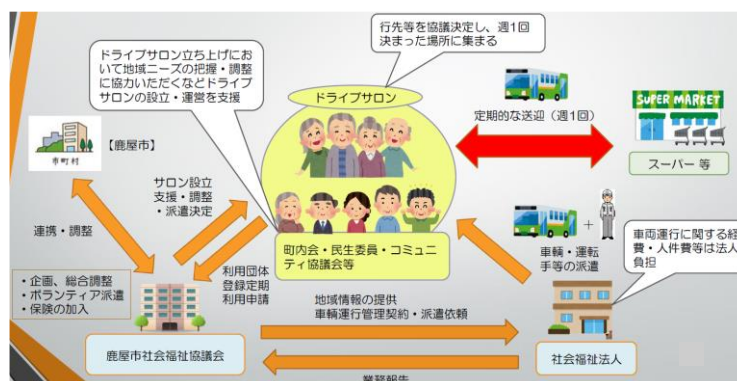 行先等を協議決定し、週1回
決まった場所に集まる
ドライブサロン立ち上げにお
いて地域ニーズの把握・調整
に協力いただくなどドライブ
サロンの設立・運営を支援
ドライブサロン
定期的な送迎（週1回）
SUPER MARKET
スーパー 等
市町村
【鹿屋市】
サロン設立
支援・調整
・派遣決定
連携・調整
町内会・民生委員・コミュニ
ティ協議会等
車輌・運転
手等の派遣
車両運行に関する経
費・人件費等は法人
負担
・企画、総合調整
・ボランティア派遣
・保険の加入
利用団体
登録定期
利用申請
地域情報の提供
車輌運行管理契約・派遣依頼
鹿屋市社会福祉協議会
社会福祉法人
業務報告